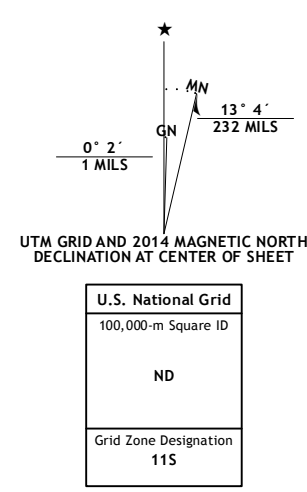 ★
MN
GN
13° 4´
232 MILS
0° 2´
1 MILS
UTM GRID AND 2014 MAGNETIC NORTH
DECLINATION AT CENTER OF SHEET
U.S. National Grid
100,000-m Square ID
ND
Grid Zone Designation
11S